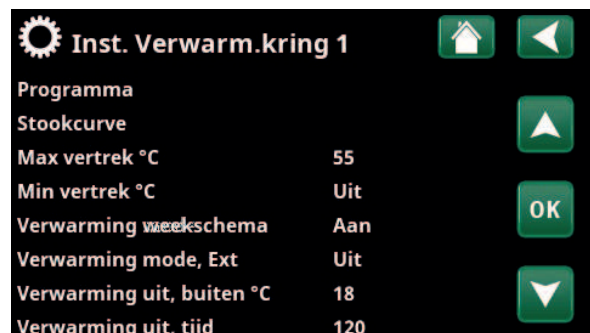 Inst. Verwarm.kring 1
Programma
Stookcurve
Max vertrek °C 55
Min vertrek °C Uit
Verwarming weekschema Aan
Verwarming mode, Ext Uit
OK
Verwarming uit, buiten °C 18
Verwarming uit, tijd 120